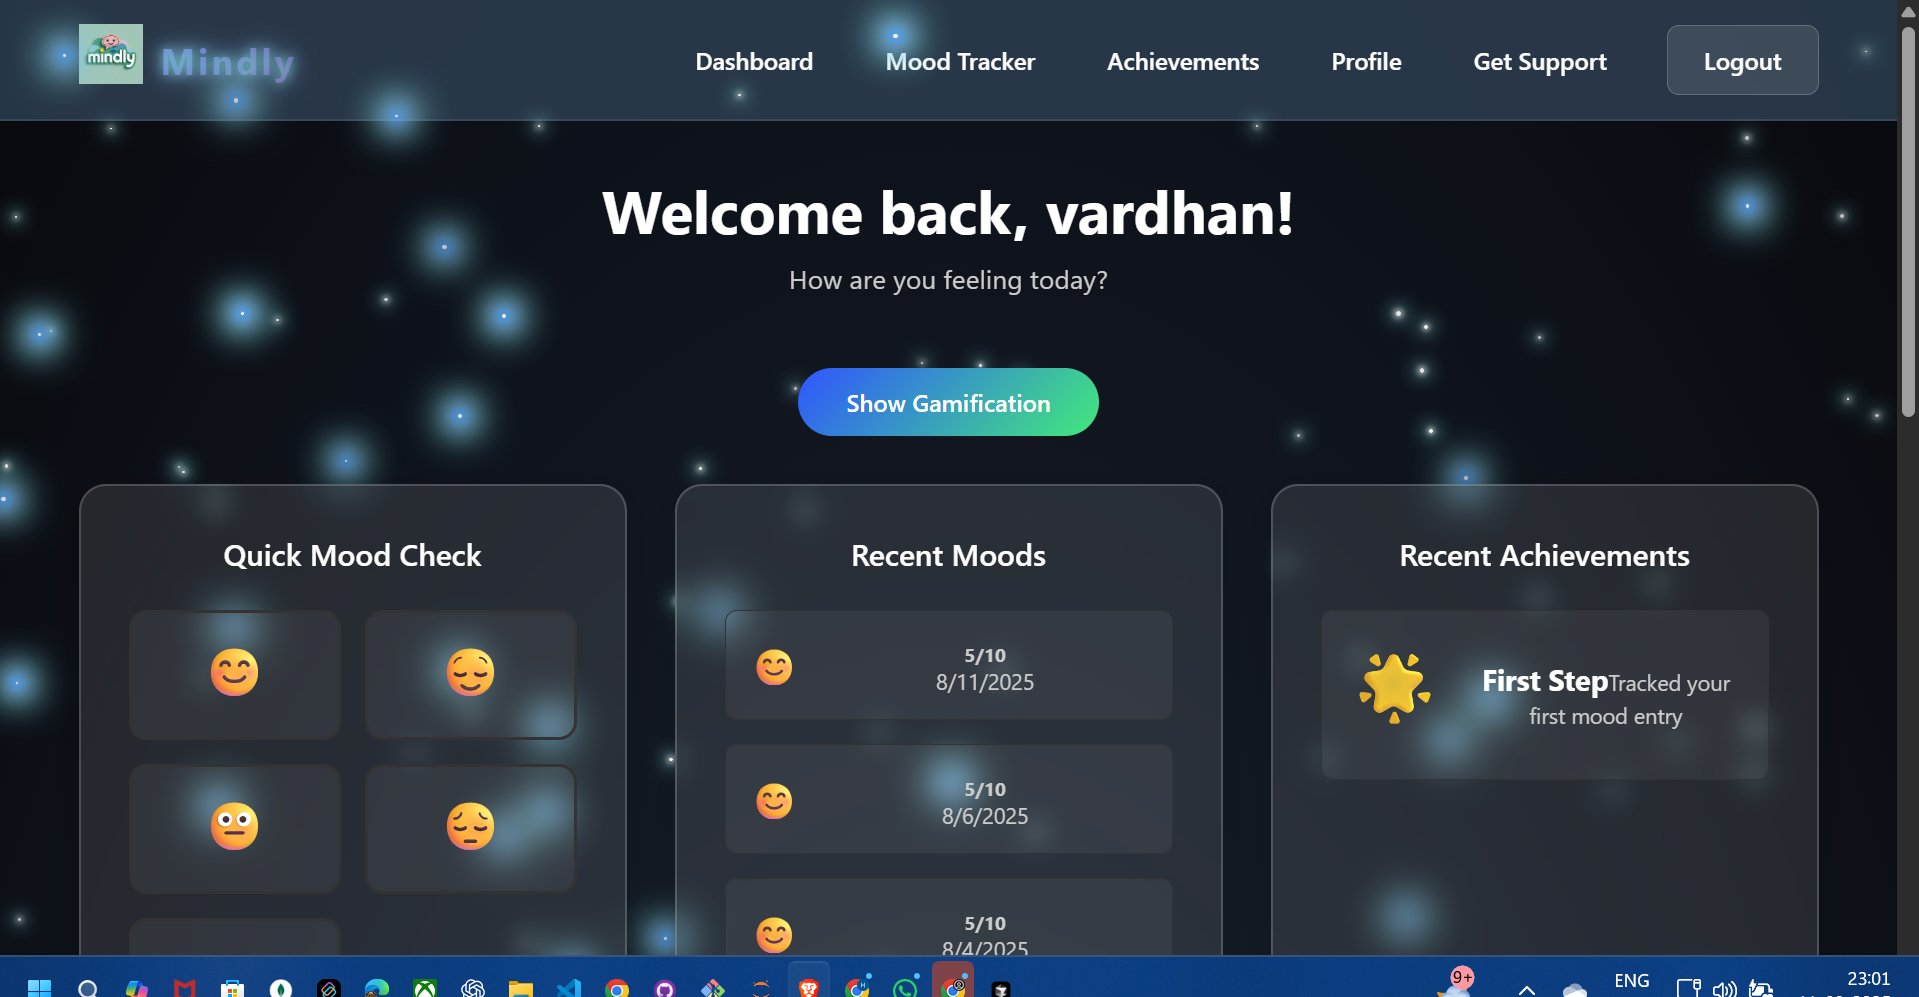 mindly
Mindly
Dashboard
Mood Tracker
Achievements
Profile
Get Support
Logout
Welcome back, vardhan!
How are you feeling today?
Show Gamification
Quick Mood Check
Recent Moods
5/10
8/11/2025
5/10
8/6/2025
5/10
8/4/2025
Recent Achievements
First StepTracked your
first mood entry
9+
ENG
23:01